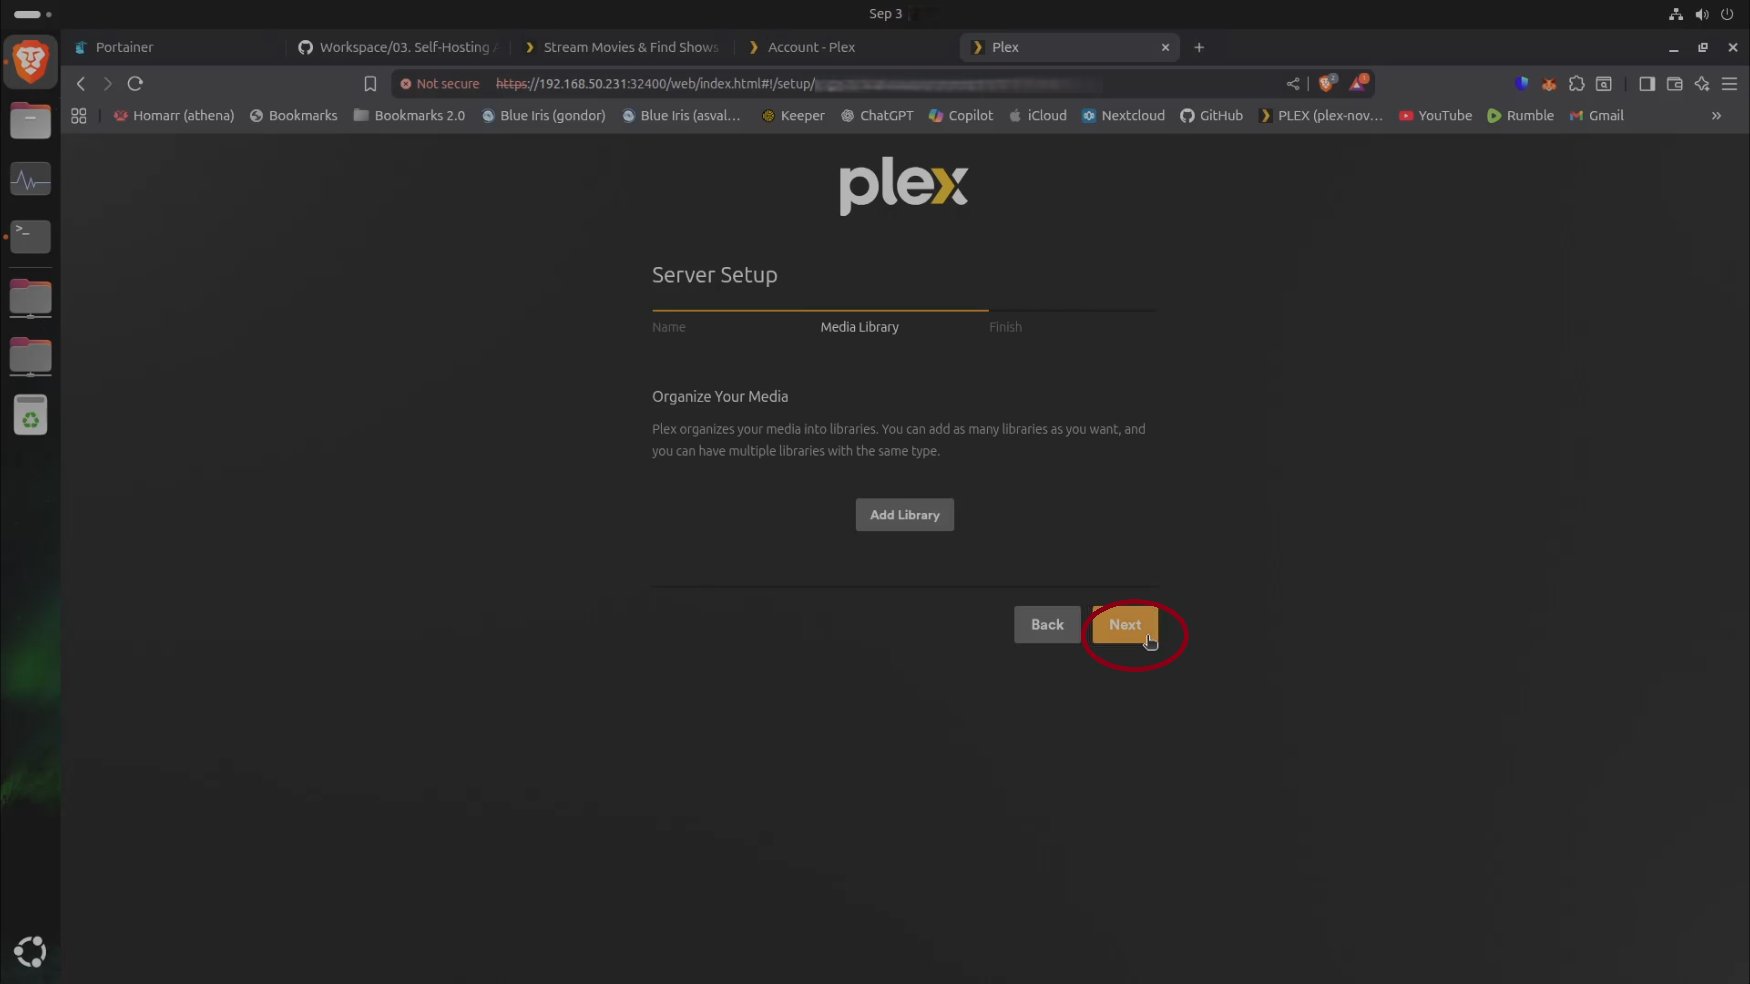 Sep 3
Portainer
Workspace/03. Self-Hosting
Stream Movies & Find Shows
Account - Plex
Plex
Not secure
https://192.168.50.231:32400/web/index.html#!/setup/
2
1
Homarr (athena)
Bookmarks
Bookmarks 2.0
Blue Iris (gondor)
Blue Iris (asval...
Keeper
ChatGPT
Copilot
iCloud
Nextcloud
GitHub
PLEX (plex-nov...
YouTube
Rumble
Gmail
»
>_
plex
Server Setup
Name
Media Library
Finish
Organize Your Media
Plex organizes your media into libraries. You can add as many libraries as you want, and
you can have multiple libraries with the same type.
Add Library
Back
Next